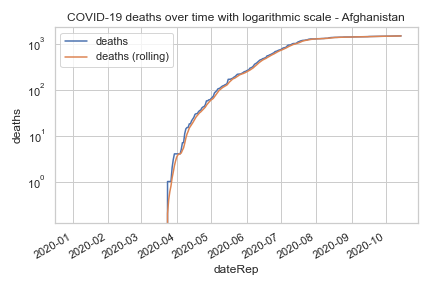 COVID-19 deaths over time with logarithmic scale - Afghanistan
deaths
deaths (rolling)
10³
10²
10¹
10⁰
deaths
2020-01
2020-02
2020-03
2020-04
2020-05
2020-06
2020-07
2020-08
2020-09
2020-10
dateRep